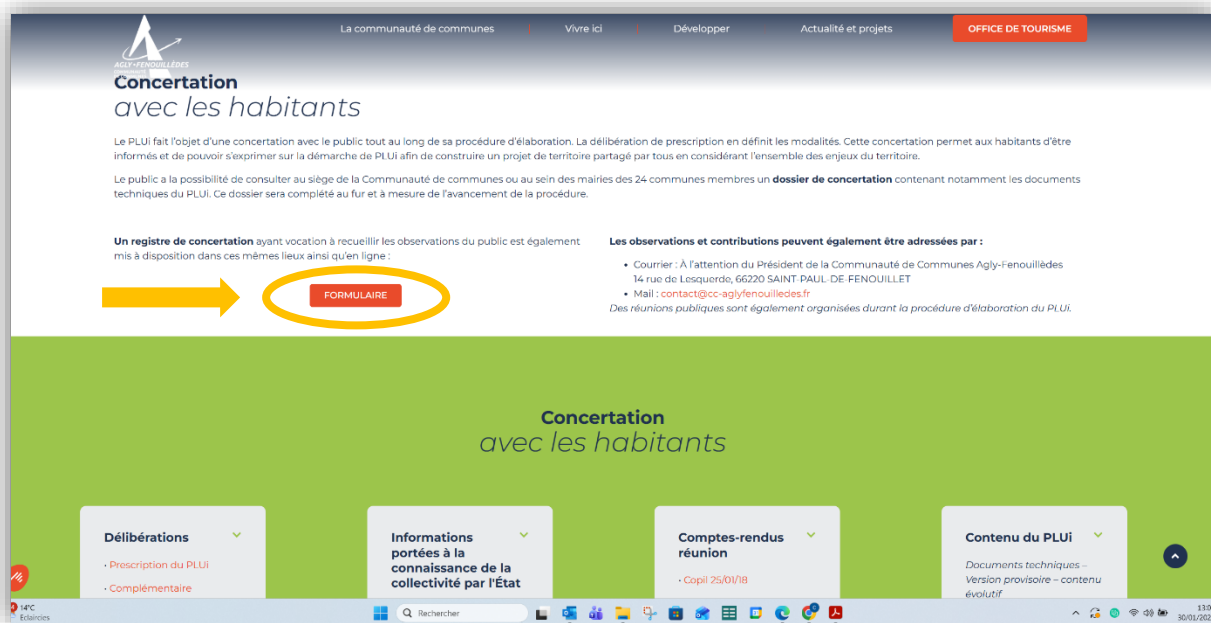 La communauté de communes Vivre ici Développer Actualité et projets OFFICE DE TOURISME
AGLY-FENOUILLÈDES
Concertation
avec les habitants
Le PLUi fait l'objet d'une concertation avec le public tout au long de sa procédure d'élaboration. La délibération de prescription en définit les modalités. Cette concertation permet aux habitants d'être
informés et de pouvoir s'exprimer sur la démarche de PLUi afin de construire un projet de territoire partagé par tous en considérant l'ensemble des enjeux du territoire.
Le public a la possibilité de consulter au siège de la Communauté de communes ou au sein des mairies des 24 communes membres un dossier de concertation contenant notamment les documents
techniques du PLUi. Ce dossier sera complété au fur et à mesure de l'avancement de la procédure.
Un registre de concertation ayant vocation à recueillir les observations du public est également
mis à disposition dans ces mêmes lieux ainsi qu'en ligne :
FORMULAIRE
Les observations et contributions peuvent également être adressées par :
• Courrier : À l'attention du Président de la Communauté de Communes Agly-Fenouillèdes
14 rue de Lesquerde, 66220 SAINT-PAUL-DE-FENOUILLET
• Mail : contact@cc-aglyfenouilledes.fr
Des réunions publiques sont également organisées durant la procédure d'élaboration du PLUi.
Concertation
avec les habitants
Délibérations
• Prescription du PLUi
• Complémentaire
Informations
portées à la
connaissance de la
collectivité par l'État
Comptes-rendus
réunion
• Copil 25/01/18
Contenu du PLUi
Documents techniques –
Version provisoire – contenu
évolutif
14°C
Éclaircies
Rechercher
13:0
30/01/202